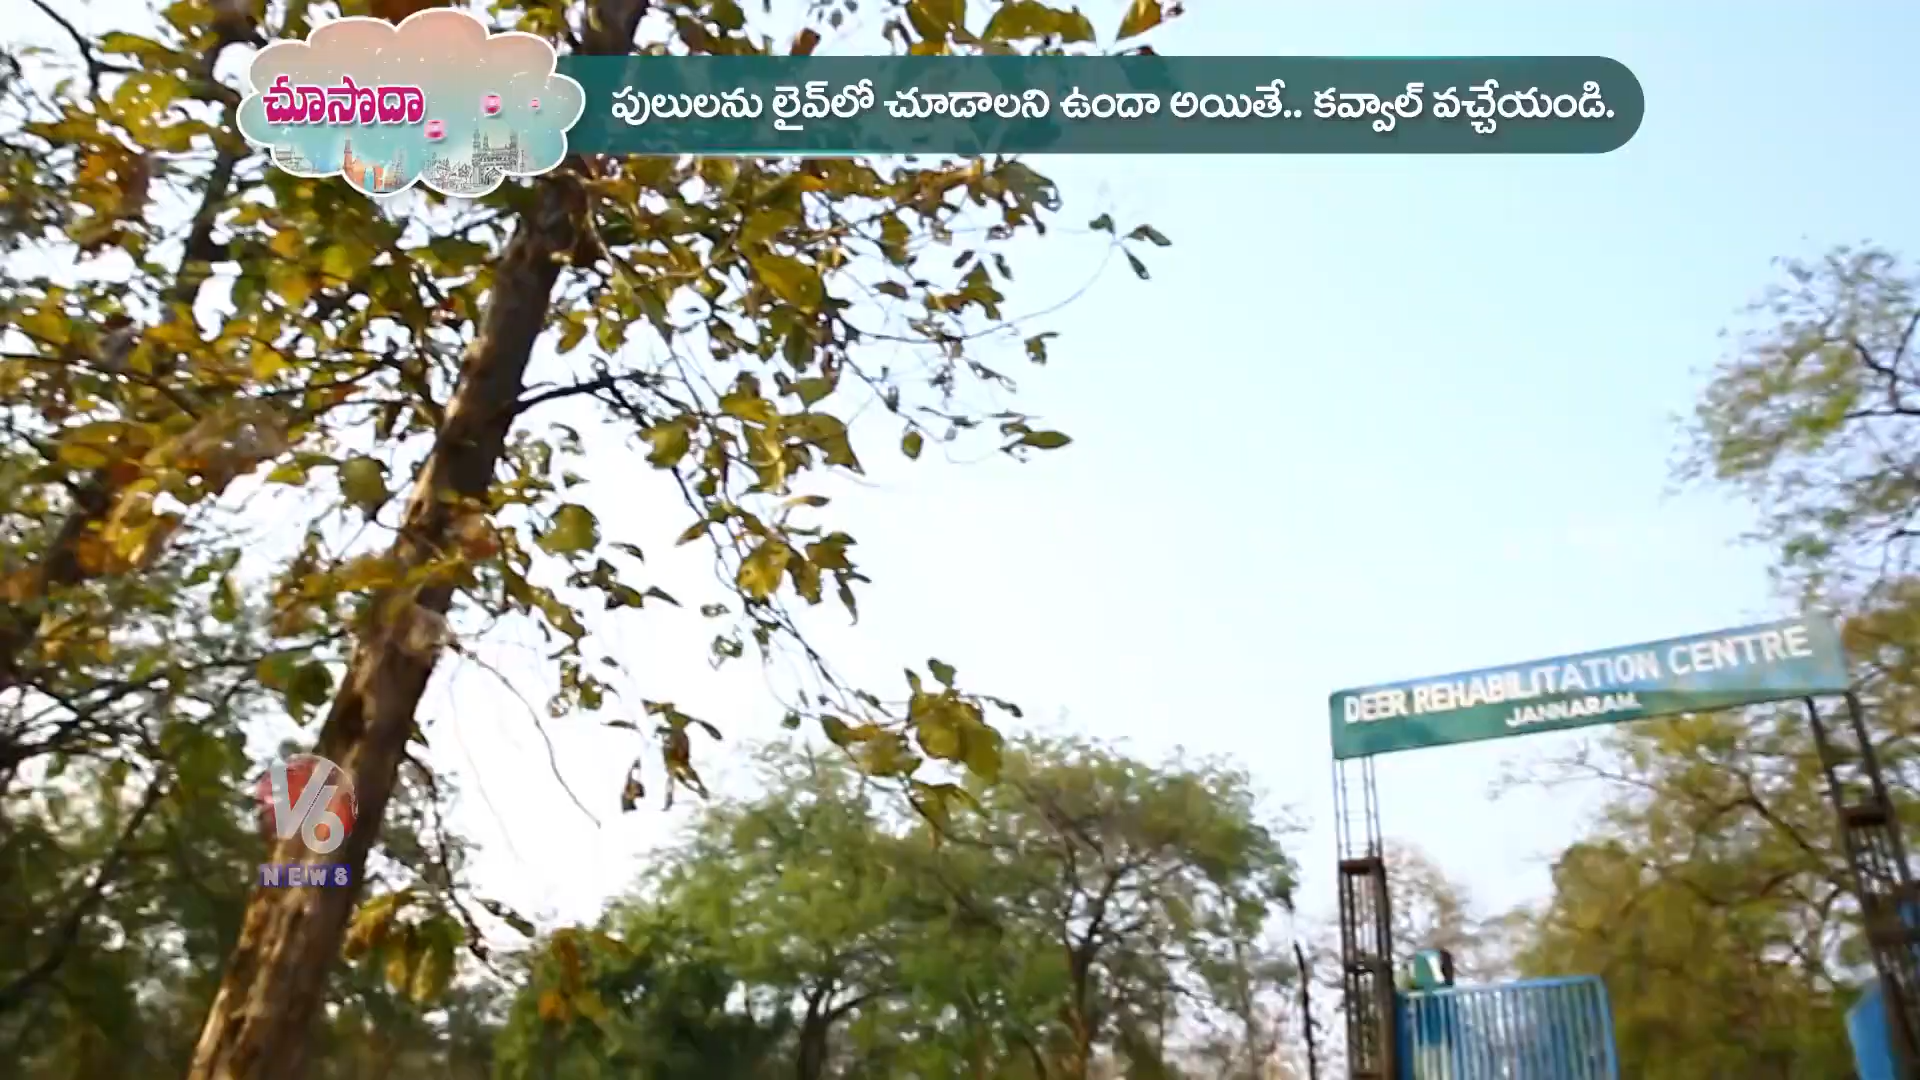 చూసొద్దా
పులులను లైవ్‌లో చూడాలని ఉందా అయితే.. కవ్వాల్ వచ్చేయండి.
DEER REHABILITATION CENTRE
JANNARAM.
V6
NEWS